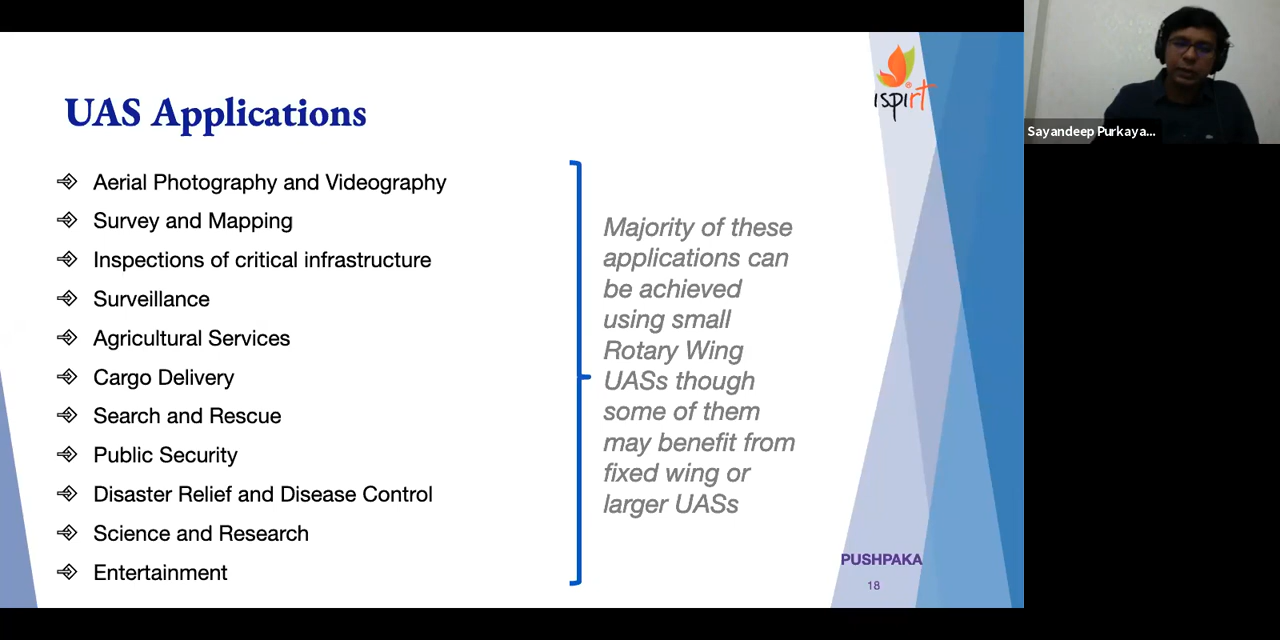 UAS Applications
Aerial Photography and Videography
Survey and Mapping
Inspections of critical infrastructure
Surveillance
Agricultural Services
Cargo Delivery
Search and Rescue
Public Security
Disaster Relief and Disease Control
Science and Research
Entertainment
Majority of these
applications can
be achieved
using small
Rotary Wing
UASs though
some of them
may benefit from
fixed wing or
larger UASs
ispirt
®
PUSHPAKA
18
Sayandeep Purkaya...